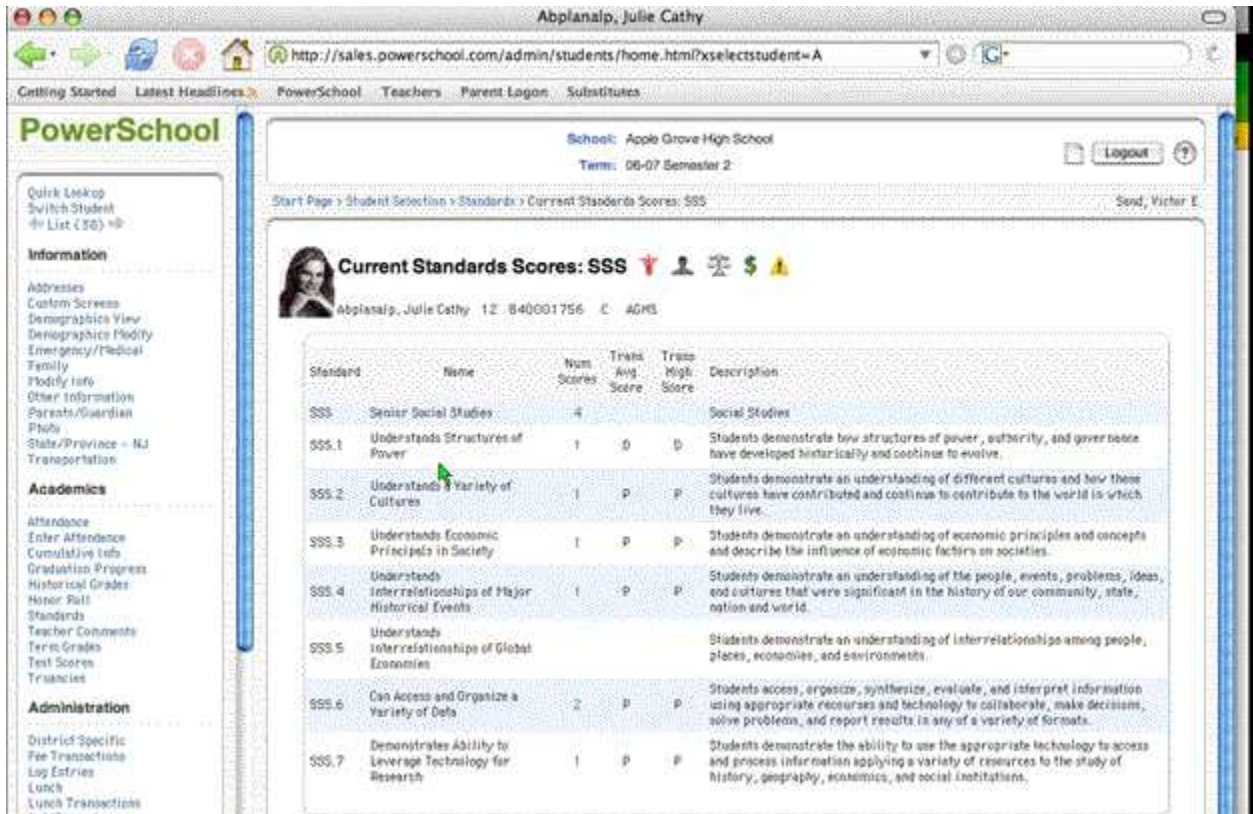 Abplanalp, Julie Cathy
http://sales.powerschool.com/admin/students/home.html?xselectstudent=A
Getting Started Latest Headlines PowerSchool Teachers Parent Logon Substitutes
PowerSchool
School: Apple Grove High School
Term: 06-07 Semester 2
Logout
Quick Lookup
Switch Student
List (36)
Start Page > Student Selection > Standards > Current Standards Scores: SSS
Send, Victor E
Information
Addresses
Custom Screens
Demographics View
Demographics Modify
Emergency/Medical
Family
Modify Info
Other Information
Parents/Guardian
Photo
State/Province - NJ
Transportation
Academics
Attendance
Enter Attendance
Cumulative Info
Graduation Progress
Historical Grades
Honor Roll
Standards
Teacher Comments
Term Grades
Test Scores
Truancies
Administration
District Specific
Fee Transactions
Log Entries
Lunch
Lunch Transactions
Current Standards Scores: SSS
Abplanalp, Julie Cathy 12 840001756 C AGHS
Standard Name Num Scores Trans Avg Score Trans High Score Description
SSS Senior Social Studies 4 Social Studies
SSS.1 Understands Structures of Power 1 D D Students demonstrate how structures of power, authority, and governance
have developed historically and continue to evolve.
SSS.2 Understands a Variety of Cultures 1 P P Students demonstrate an understanding of different cultures and how these
cultures have contributed and continue to contribute to the world in which
they live.
SSS.3 Understands Economic Principals in Society 1 P P Students demonstrate an understanding of economic principles and concepts
and describe the influence of economic factors on societies.
SSS.4 Understands Interrelationships of Major Historical Events 1 P P Students demonstrate an understanding of the people, events, problems, ideas,
and cultures that were significant in the history of our community, state,
nation and world.
SSS.5 Understands Interrelationships of Global Economies Students demonstrate an understanding of interrelationships among people,
places, economies, and environments.
SSS.6 Can Access and Organize a Variety of Data 2 P P Students access, organize, synthesize, evaluate, and interpret information
using appropriate recourses and technology to collaborate, make decisions,
solve problems, and report results in any of a variety of formats.
SSS.7 Demonstrates Ability to Leverage Technology for Research 1 P P Students demonstrate the ability to use the appropriate technology to access
and process information applying a variety of resources to the study of
history, geography, economics, and social institutions.